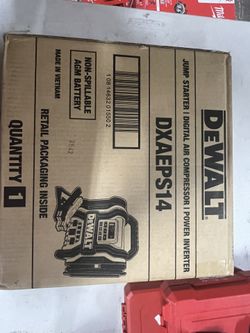 DEWALT
DXAEPS14
JUMP STARTER | DIGITAL AIR COMPRESSOR | POWER INVERTER
NON-SPILLABLE
AGM BATTERY
MADE IN VIETNAM
RETAIL PACKAGING INSIDE
QUANTITY 1
DEWALT